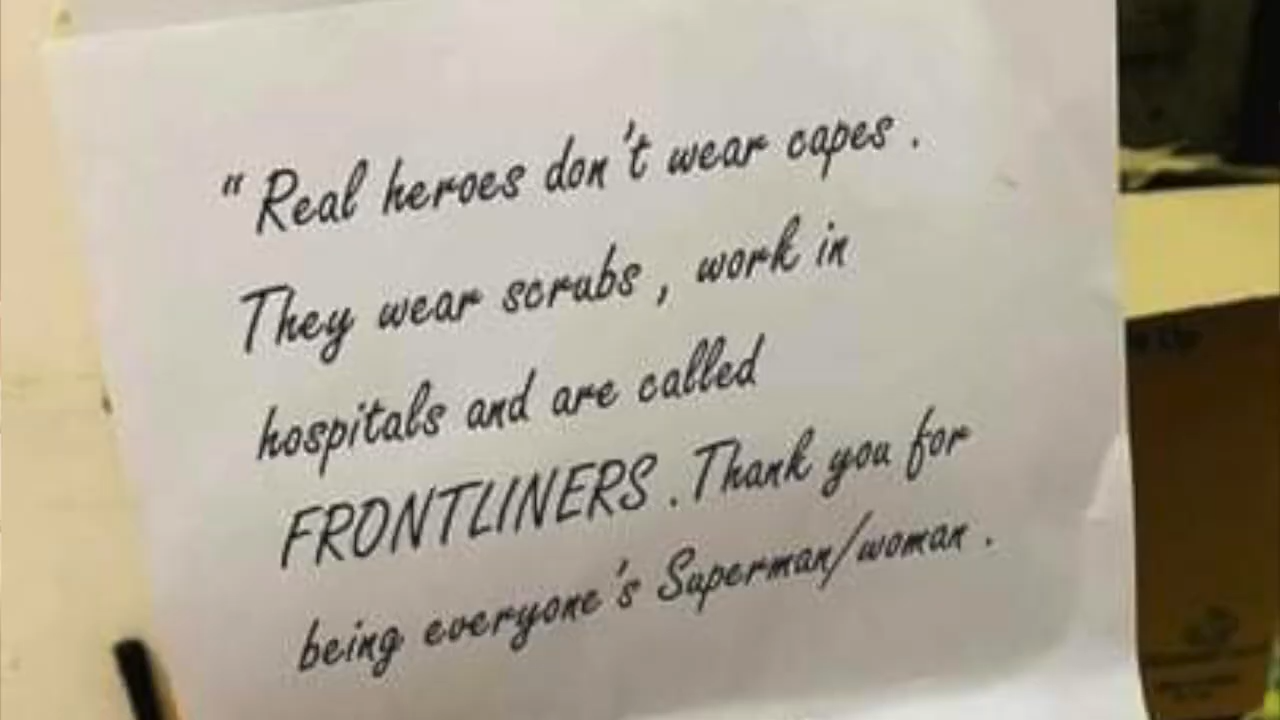 " Real heroes don't wear capes .
They wear scrubs , work in
hospitals and are called
FRONTLINERS . Thank you for
being everyone's Superman/woman .
Up